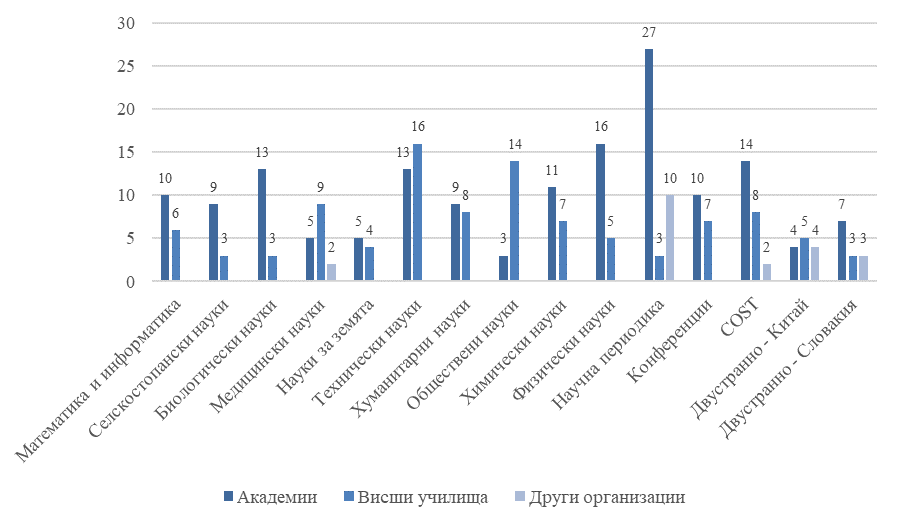 30
25
20
15
10
5
0
10 6
9 3
13 3
5 9 2
5 4
13 16
9 8
3 14
11 7
16 5
27 3 10
10 7
14 8 2
4 5 4
7 3 3
Математика и информатика
Селскостопански науки
Биологически науки
Медицински науки
Науки за земята
Технически науки
Хуманитарни науки
Обществени науки
Химически науки
Физически науки
Научна периодика
Конференции
COST
Двустранно - Китай
Двустранно - Словакия
Академии Висши училища Други организации